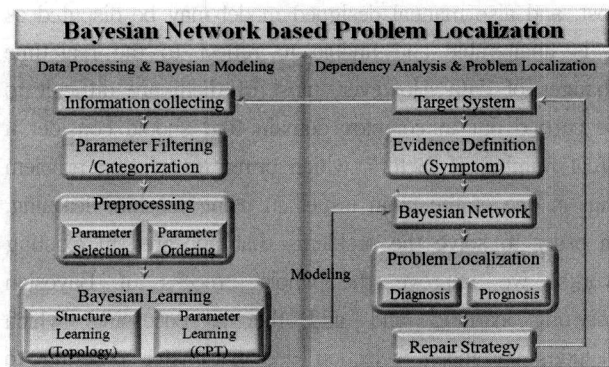 Bayesian Network based Problem Localization
Data Processing & Bayesian Modeling
Information collecting
Parameter Filtering
/Categorization
Preprocessing
Parameter
Selection
Parameter
Ordering
Bayesian Learning
Structure
Learning
(Topology)
Parameter
Learning
(CPT)
Modeling
Dependency Analysis & Problem Localization
Target System
Evidence Definition
(Symptom)
Bayesian Network
Problem Localization
Diagnosis
Prognosis
Repair Strategy